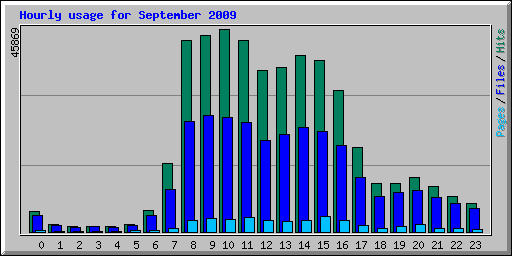 Hourly usage for September 2009
45869
Pages/Files/Hits
0 1 2 3 4 5 6 7 8 9 10 11 12 13 14 15 16 17 18 19 20 21 22 23